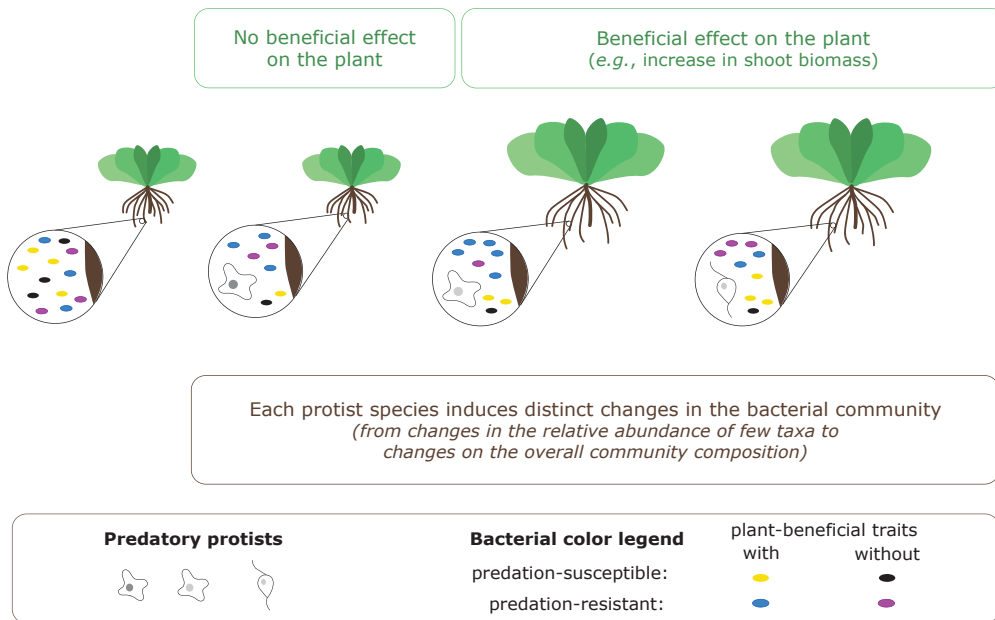 No beneficial effect
on the plant
Beneficial effect on the plant
(e.g., increase in shoot biomass)
Each protist species induces distinct changes in the bacterial community
(from changes in the relative abundance of few taxa to
changes on the overall community composition)
Predatory protists
Bacterial color legend
plant-beneficial traits
with without
predation-susceptible:
predation-resistant: